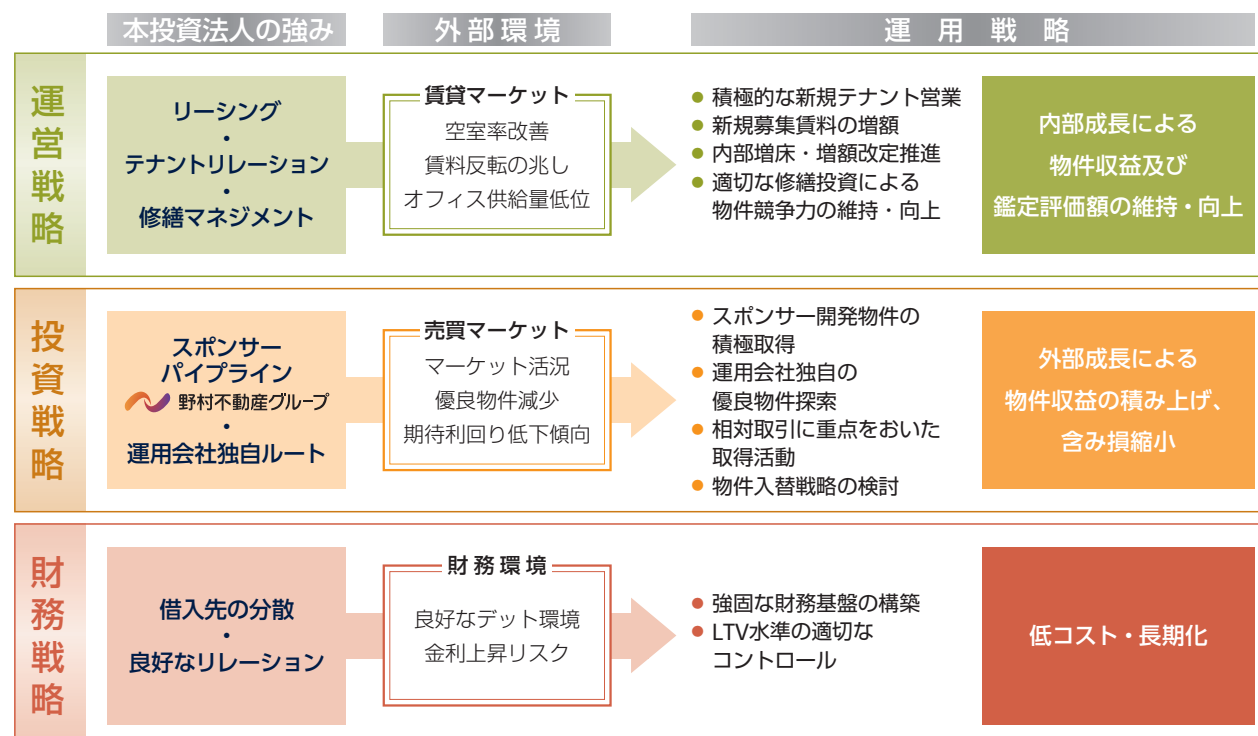 本投資法人の強み
外部環境
運用戦略
運営戦略
リーシング
・
テナントリレーション
・
修繕マネジメント
賃貸マーケット
空室率改善
賃料反転の兆し
オフィス供給量低位
● 積極的な新規テナント営業
● 新規募集賃料の増額
● 内部増床・増額改定推進
● 適切な修繕投資による
物件競争力の維持・向上
内部成長による
物件収益及び
鑑定評価額の維持・向上
投資戦略
スポンサー
パイプライン
野村不動産グループ
・
運用会社独自ルート
売買マーケット
マーケット活況
優良物件減少
期待利回り低下傾向
● スポンサー開発物件の
積極取得
● 運用会社独自の
優良物件探索
● 相対取引に重点をおいた
取得活動
● 物件入替戦略の検討
外部成長による
物件収益の積み上げ、
含み損縮小
財務戦略
借入先の分散
・
良好なリレーション
財務環境
良好なデット環境
金利上昇リスク
● 強固な財務基盤の構築
● LTV水準の適切な
コントロール
低コスト・長期化